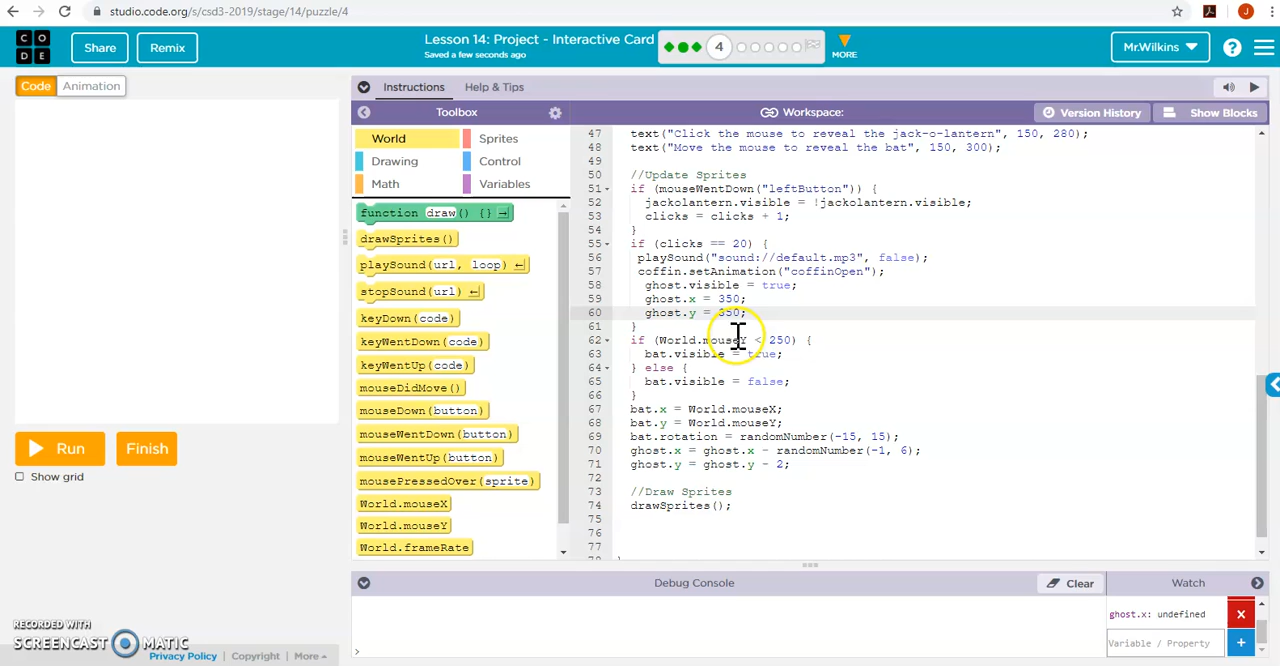 studio.code.org/s/csd3-2019/stage/14/puzzle/4
J
CO
DE
Share
Remix
Lesson 14: Project - Interactive Card
Saved a few seconds ago
4
MORE
Mr.Wilkins
?
Code
Animation
Instructions
Help & Tips
Toolbox
Workspace:
Version History
Show Blocks
World
Sprites
Drawing
Control
Math
Variables
function draw() {}
drawSprites()
playSound(url, loop)
stopSound(url)
keyDown(code)
keyWentDown(code)
keyWentUp(code)
mouseDidMove()
mouseDown(button)
mouseWentDown(button)
mouseWentUp(button)
mousePressedOver(sprite)
World.mouseX
World.mouseY
World.frameRate
47 text("Click the mouse to reveal the jack-o-lantern", 150, 280);
48 text("Move the mouse to reveal the bat", 150, 300);
49
50 //Update Sprites
51 if (mouseWentDown("leftButton")) {
52 jackolantern.visible = !jackolantern.visible;
53 clicks = clicks + 1;
54 }
55 if (clicks == 20) {
56 playSound("sound://default.mp3", false);
57 coffin.setAnimation("coffinOpen");
58 ghost.visible = true;
59 ghost.x = 350;
60 ghost.y = 350;
61 }
62 if (World.mouseY < 250) {
63 bat.visible = true;
64 } else {
65 bat.visible = false;
66 }
67 bat.x = World.mouseX;
68 bat.y = World.mouseY;
69 bat.rotation = randomNumber(-15, 15);
70 ghost.x = ghost.x - randomNumber(-1, 6);
71 ghost.y = ghost.y - 2;
72
73 //Draw Sprites
74 drawSprites();
75
76
77
78 }
Run
Finish
Show grid
Debug Console
Clear
Watch
ghost.x: undefined
Variable / Property
>
RECORDED WITH
SCREENCAST MATIC
Privacy Policy | Copyright | More